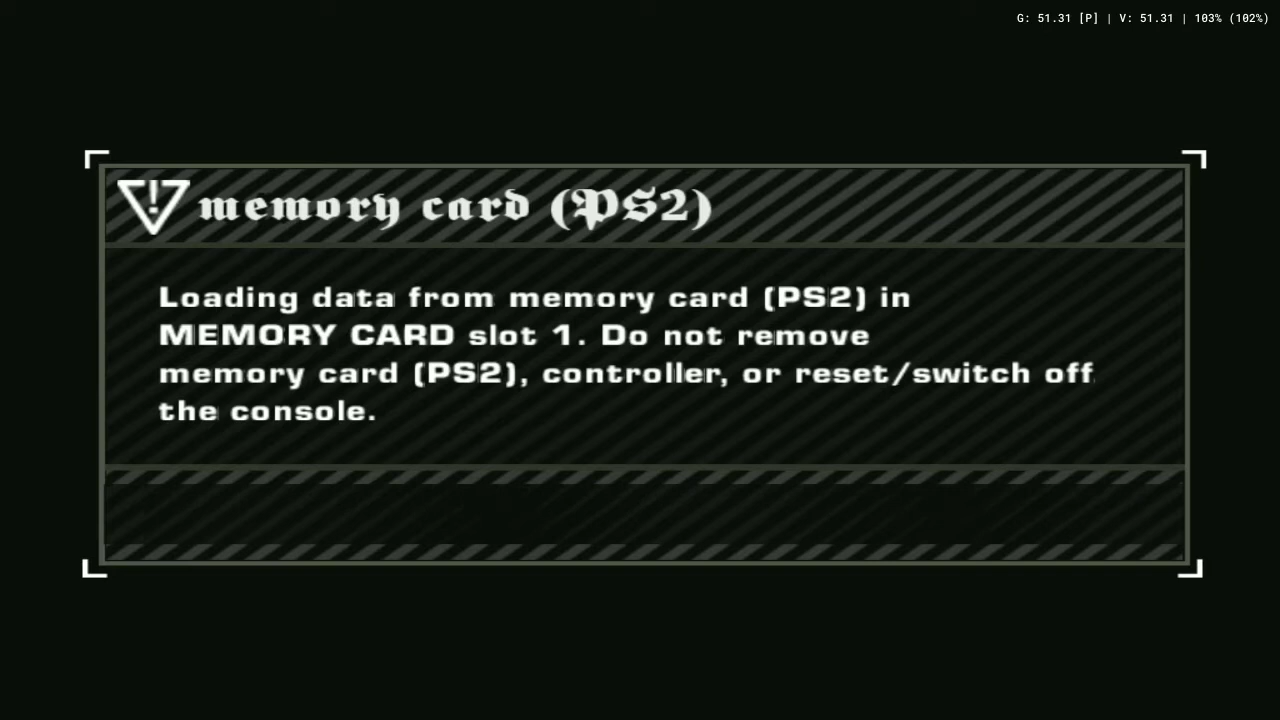 G: 51.31 [P] | V: 51.31 | 103% (102%)
memory card (PS2)
Loading data from memory card (PS2) in
MEMORY CARD slot 1. Do not remove
memory card (PS2), controller, or reset/switch off
the console.